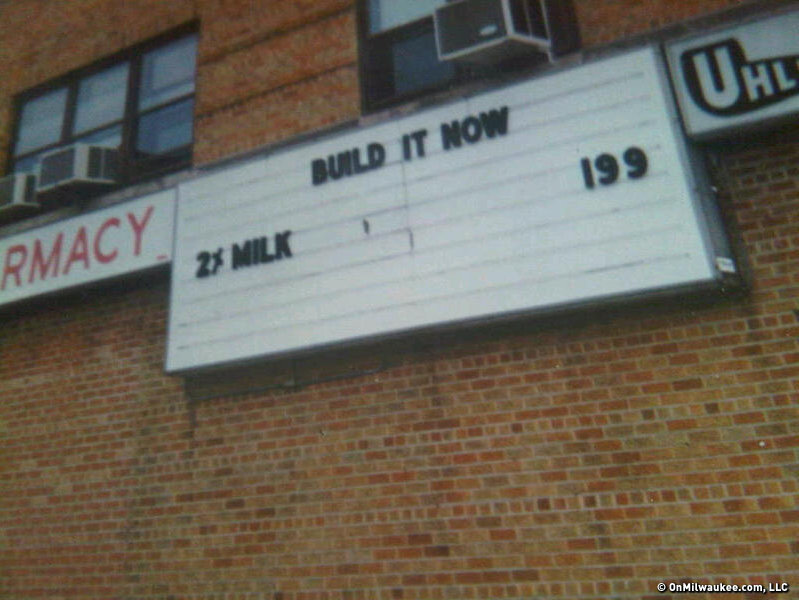 BUILD IT NOW
2% MILK 199
RMACY
UHL
© OnMilwaukee.com, LLC